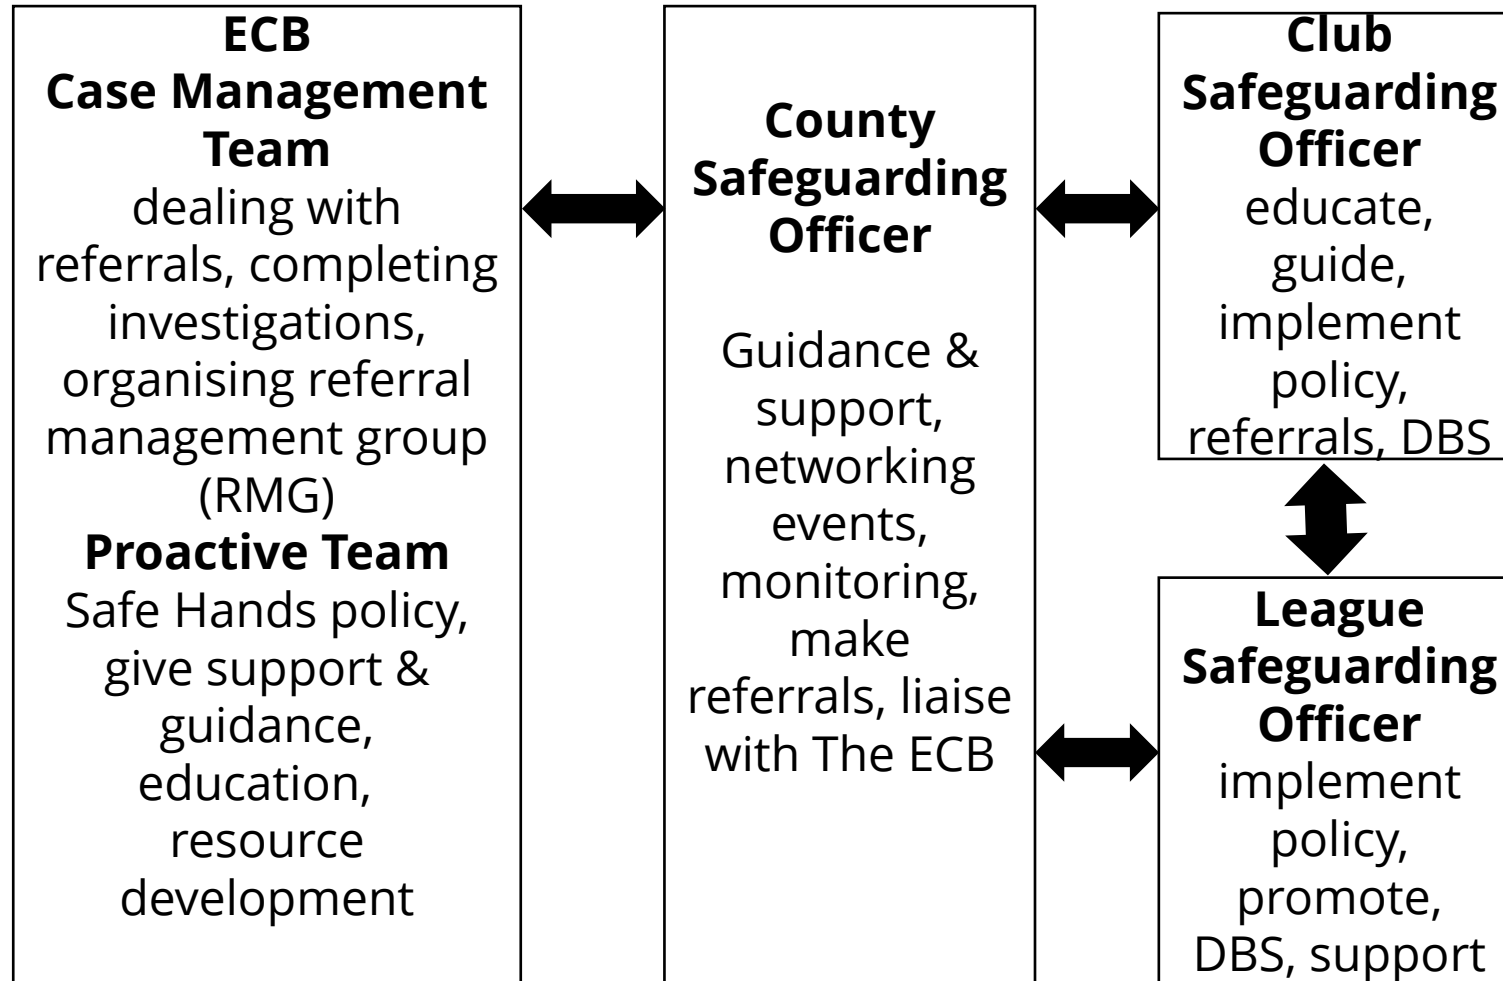 ECB
Case Management
Team
dealing with
referrals, completing
investigations,
organising referral
management group
(RMG)
Proactive Team
Safe Hands policy,
give support &
guidance,
education,
resource
development
County
Safeguarding
Officer
Guidance &
support,
networking
events,
monitoring,
make
referrals, liaise
with The ECB
Club
Safeguarding
Officer
educate,
guide,
implement
policy,
referrals, DBS
League
Safeguarding
Officer
implement
policy,
promote,
DBS, support